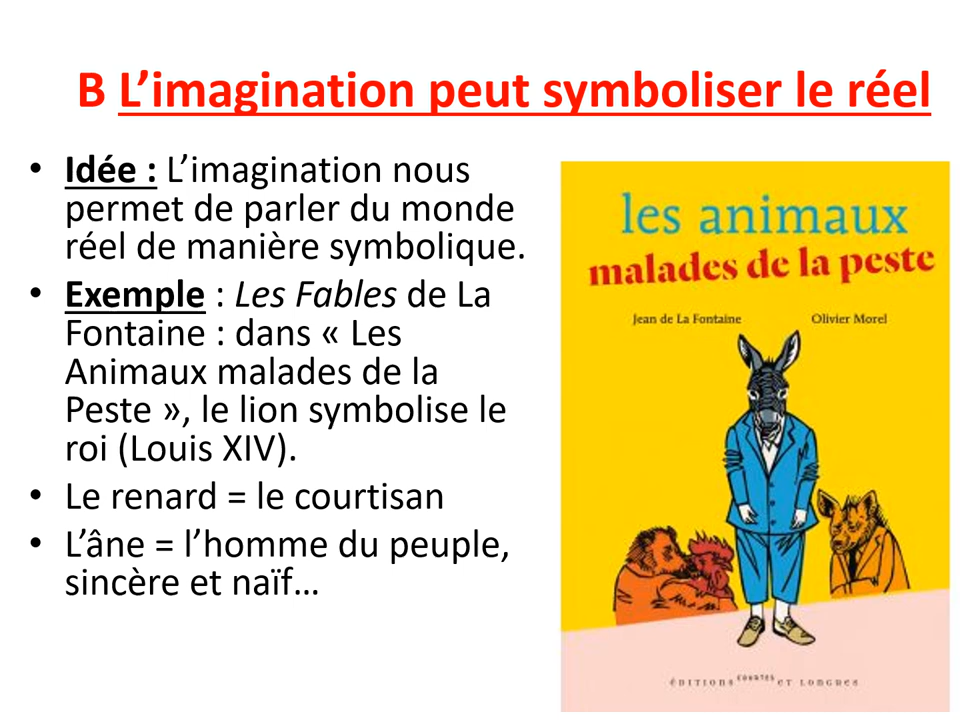 B L’imagination peut symboliser le réel
• Idée : L’imagination nous
permet de parler du monde
réel de manière symbolique.
• Exemple : Les Fables de La
Fontaine : dans « Les
Animaux malades de la
Peste », le lion symbolise le
roi (Louis XIV).
• Le renard = le courtisan
• L’âne = l’homme du peuple,
sincère et naïf…
les animaux
malades de la peste
Jean de La Fontaine
Olivier Morel
ÉDITIONS COURTES ET LONGUES